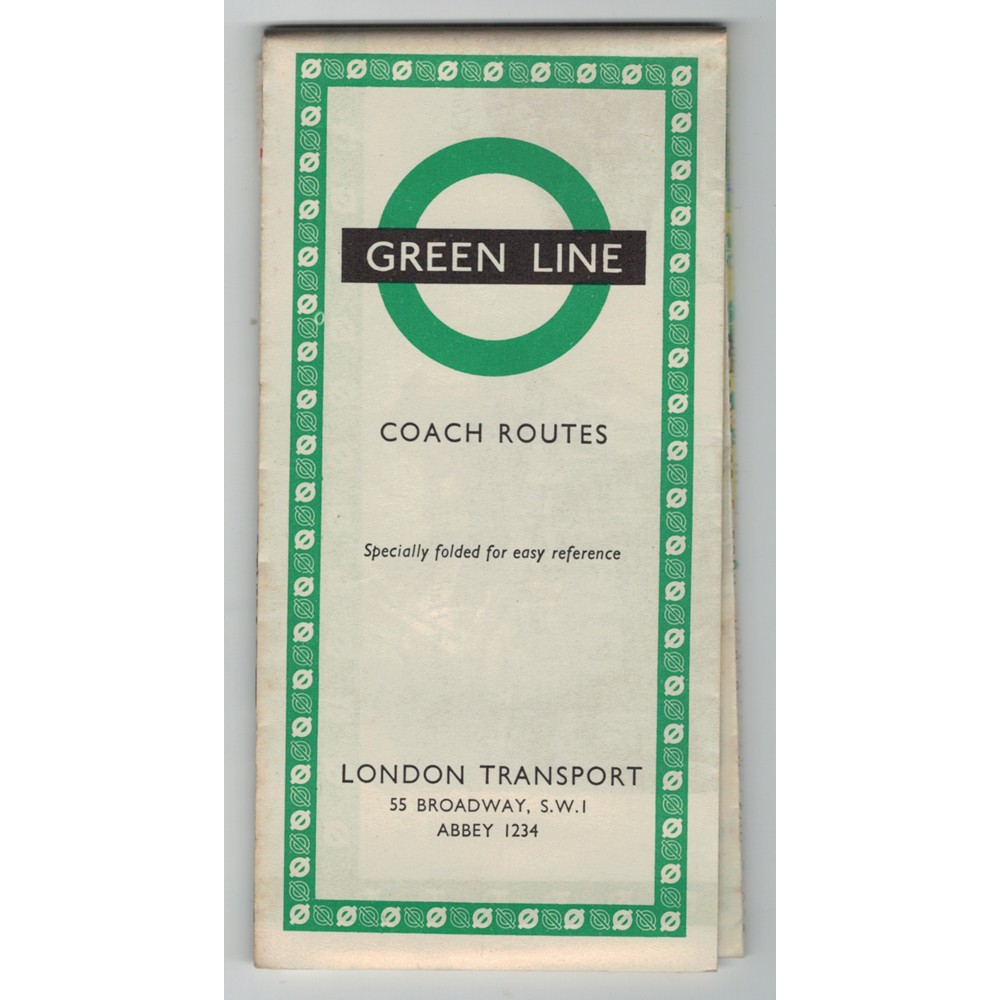 GREEN LINE
COACH ROUTES
Specially folded for easy reference
LONDON TRANSPORT
55 BROADWAY, S.W.1
ABBEY 1234